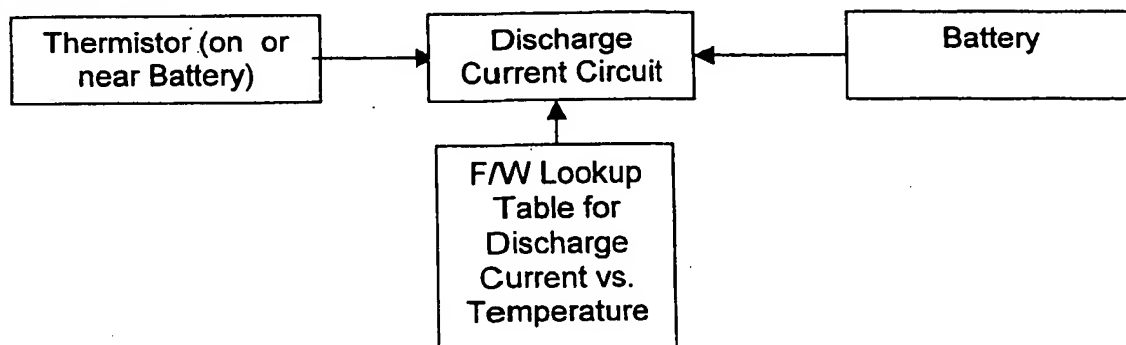 Thermistor (on or
near Battery)
Discharge
Current Circuit
Battery
F/W Lookup
Table for
Discharge
Current vs.
Temperature